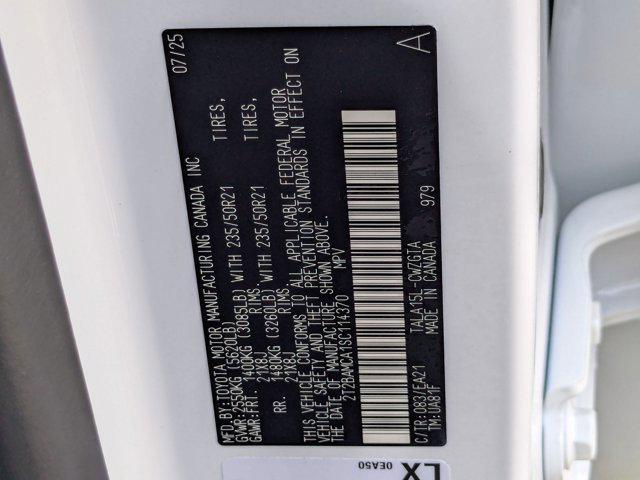 MFD.BY:TOYOTA MOTOR MANUFACTURING CANADA INC 07/25
GVWR:2550KG (5620LB)
GAWR:FRT. 1400KG (3085LB) WITH 235/50R21 TIRES,
21X8J RIMS.
RR. 1480KG (3260LB) WITH 235/50R21 TIRES,
21X8J RIMS.
THIS VEHICLE CONFORMS TO ALL APPLICABLE FEDERAL MOTOR
VEHICLE SAFETY AND THEFT PREVENTION STANDARDS IN EFFECT ON
DATE OF MANUFACTURE SHOWN ABOVE.
2T2BAMCA1SC114370 MPV
C/TR:0837/EA21 TALA15L-CWZGTA
TM:UA81F MADE IN CANADA 979
A
LX
0EA50